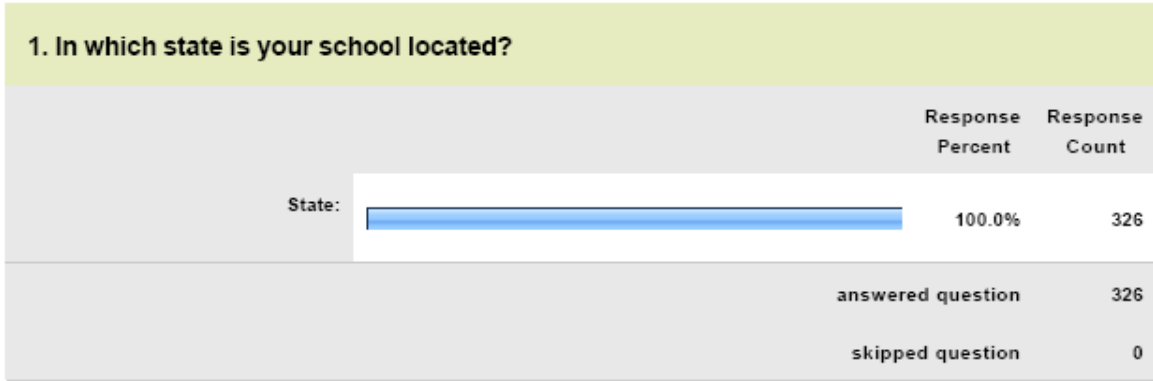 1. In which state is your school located?
Response Response
Percent Count
State:
100.0% 326
answered question 326
skipped question 0